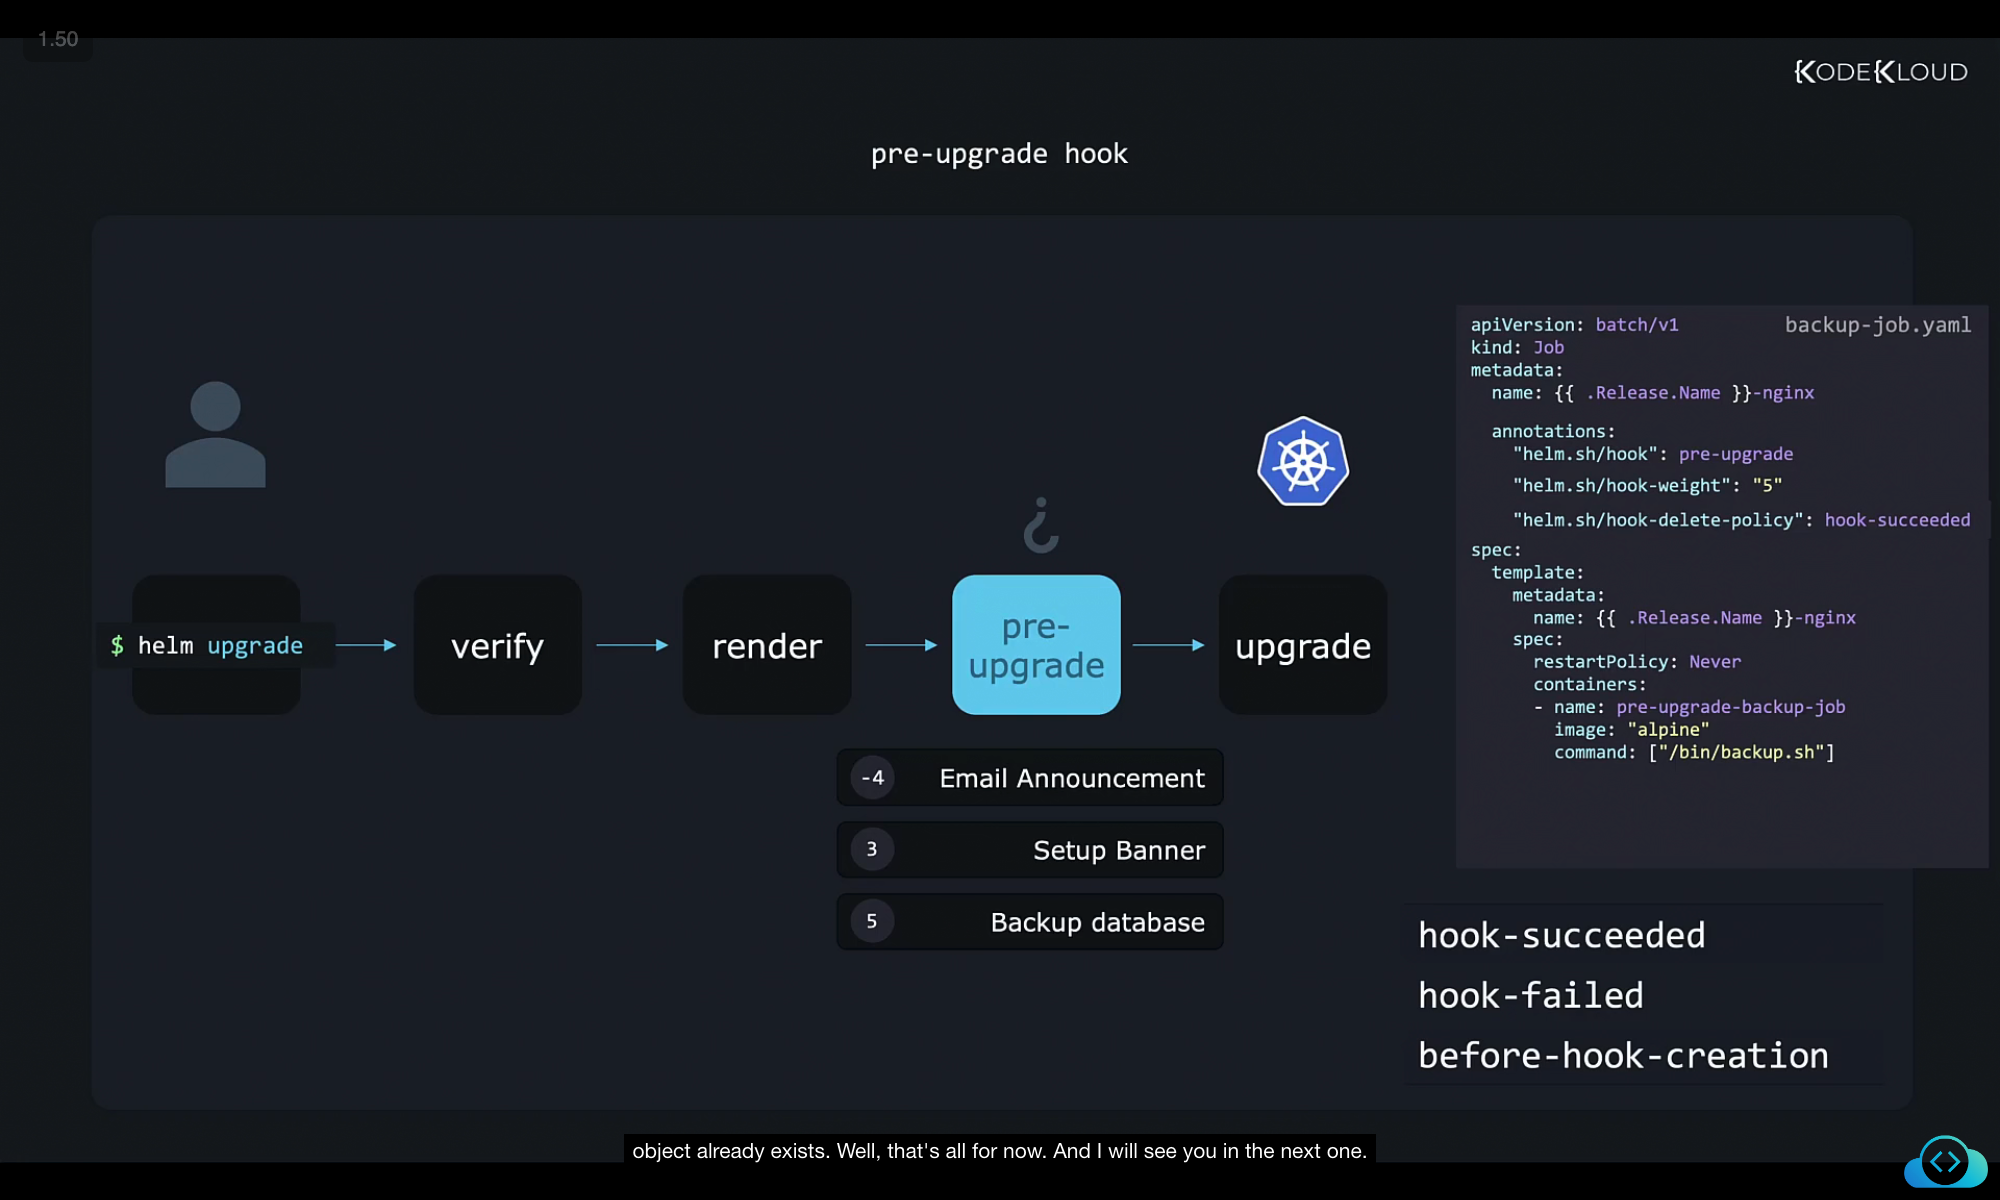 1.50
KODEKLOUD
pre-upgrade hook
$ helm upgrade
verify
render
pre-
upgrade
upgrade
-4 Email Announcement
3 Setup Banner
5 Backup database
backup-job.yaml
apiVersion: batch/v1
kind: Job
metadata:
  name: {{ .Release.Name }}-nginx
  annotations:
    "helm.sh/hook": pre-upgrade
    "helm.sh/hook-weight": "5"
    "helm.sh/hook-delete-policy": hook-succeeded
spec:
  template:
    metadata:
      name: {{ .Release.Name }}-nginx
    spec:
      restartPolicy: Never
      containers:
      - name: pre-upgrade-backup-job
        image: "alpine"
        command: ["/bin/backup.sh"]
hook-succeeded
hook-failed
before-hook-creation
object already exists. Well, that's all for now. And I will see you in the next one.